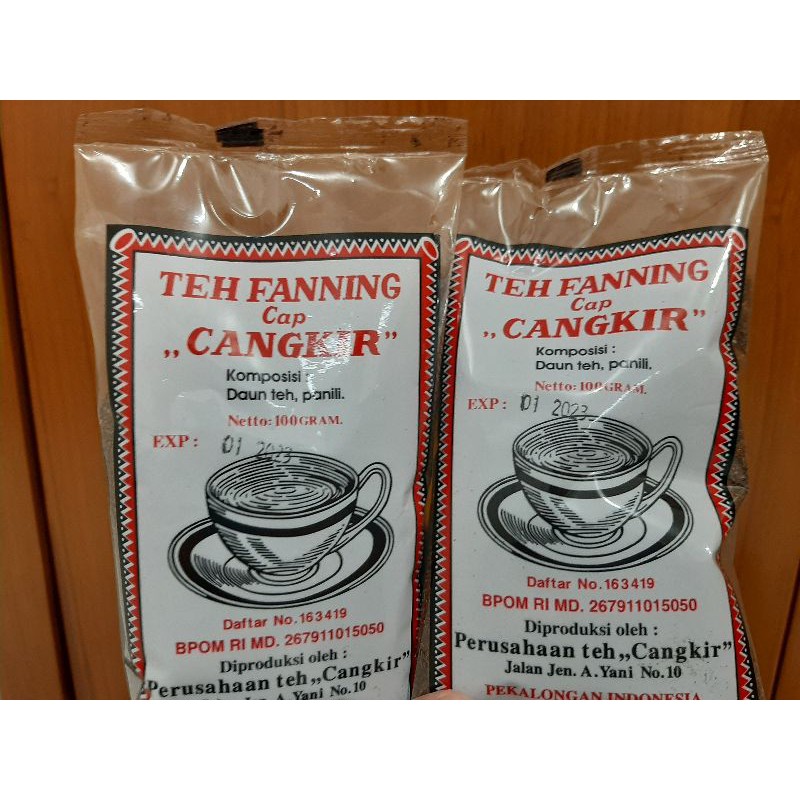 TEH FANNING
Cap
„CANGKIR”
Komposisi :
Daun teh, panili.
Netto: 100 GRAM.
EXP : 01 2023
Daftar No. 163419
BPOM RI MD. 267911015050
Diproduksi oleh :
Perusahaan teh „Cangkir”
A. Yani No. 10
TEH FANNING
Cap
„CANGKIR”
Komposisi :
Daun teh, panili.
Netto: 100 GRAM.
EXP : 01 2023
Daftar No. 163419
BPOM RI MD. 267911015050
Diproduksi oleh :
Perusahaan teh „Cangkir”
Jalan Jen. A. Yani No. 10
PEKALONGAN INDONESIA